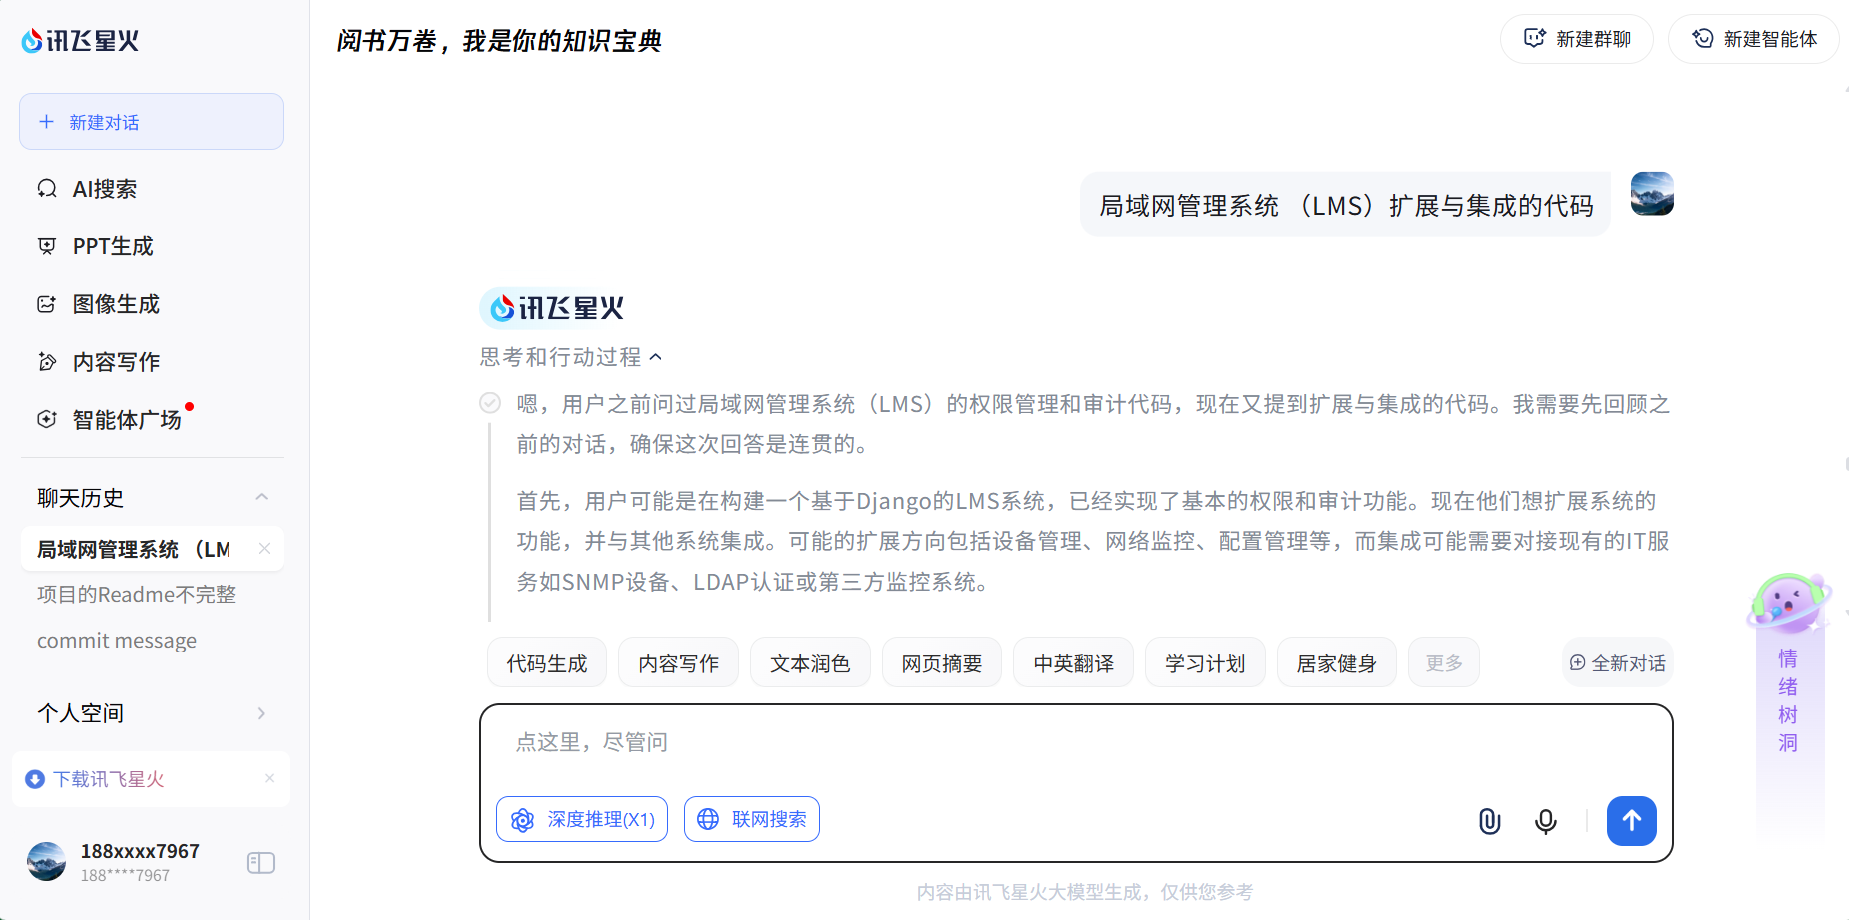 讯飞星火
新建对话
AI搜索
PPT生成
图像生成
内容写作
智能体广场
聊天历史
局域网管理系统 （LM
项目的Readme不完整
commit message
个人空间
下载讯飞星火
188xxxx7967
188****7967
阅书万卷，我是你的知识宝典
新建群聊
新建智能体
局域网管理系统 （LMS）扩展与集成的代码
讯飞星火
思考和行动过程
嗯，用户之前问过局域网管理系统（LMS）的权限管理和审计代码，现在又提到扩展与集成的代码。我需要先回顾之
前的对话，确保这次回答是连贯的。
首先，用户可能是在构建一个基于Django的LMS系统，已经实现了基本的权限和审计功能。现在他们想扩展系统的
功能，并与其他系统集成。可能的扩展方向包括设备管理、网络监控、配置管理等，而集成可能需要对接现有的IT服
务如SNMP设备、LDAP认证或第三方监控系统。
代码生成
内容写作
文本润色
网页摘要
中英翻译
学习计划
居家健身
更多
全新对话
点这里，尽管问
深度推理(X1)
联网搜索
内容由讯飞星火大模型生成，仅供您参考
情
绪
树
洞